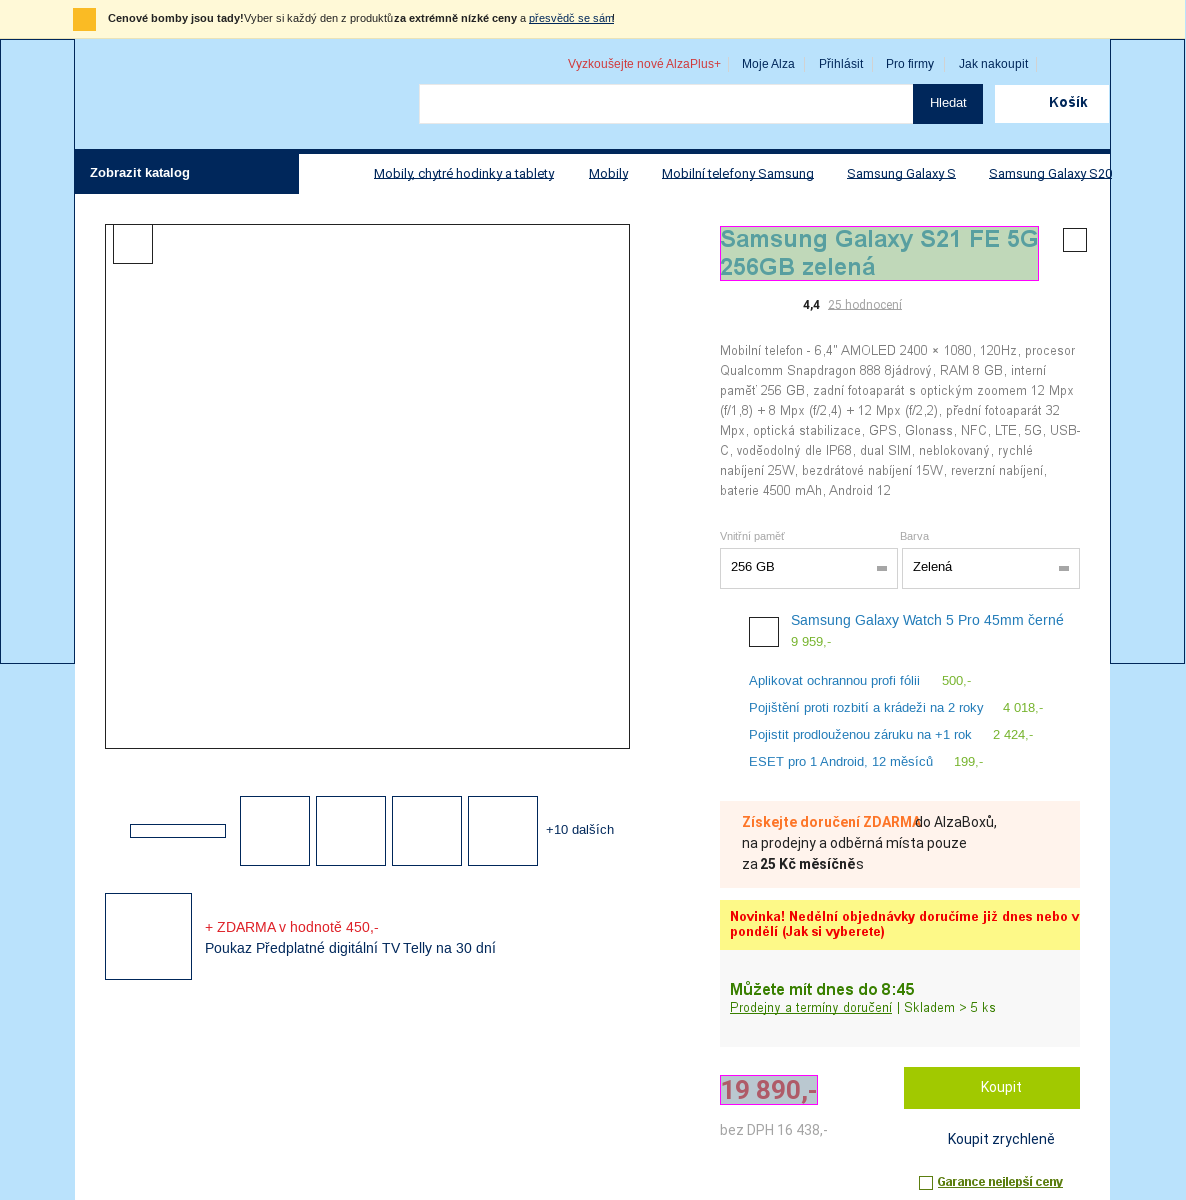 Cenové bomby jsou tady! Vyber si každý den z produktů za extrémně nízké ceny a přesvědč se sám!
Vyzkoušejte nové AlzaPlus+
Moje Alza
Přihlásit
Pro firmy
Jak nakoupit
Hledat
Košík
Zobrazit katalog
Mobily, chytré hodinky a tablety
Mobily
Mobilní telefony Samsung
Samsung Galaxy S
Samsung Galaxy S20
Samsung Galaxy S21 FE 5G
256GB zelená
4,4 25 hodnocení
Mobilní telefon - 6,4" AMOLED 2400 × 1080, 120Hz, procesor
Qualcomm Snapdragon 888 8jádrový, RAM 8 GB, interní
paměť 256 GB, zadní fotoaparát s optickým zoomem 12 Mpx
(f/1,8) + 8 Mpx (f/2,4) + 12 Mpx (f/2,2), přední fotoaparát 32
Mpx, optická stabilizace, GPS, Glonass, NFC, LTE, 5G, USB-
C, voděodolný dle IP68, dual SIM, neblokovaný, rychlé
nabíjení 25W, bezdrátové nabíjení 15W, reverzní nabíjení,
baterie 4500 mAh, Android 12
Vnitřní paměť
Barva
256 GB
Zelená
Samsung Galaxy Watch 5 Pro 45mm černé
9 959,-
Aplikovat ochrannou profi fólii 500,-
Pojištění proti rozbití a krádeži na 2 roky 4 018,-
Pojistit prodlouženou záruku na +1 rok 2 424,-
ESET pro 1 Android, 12 měsíců 199,-
+10 dalších
+ ZDARMA v hodnotě 450,-
Poukaz Předplatné digitální TV Telly na 30 dní
Získejte doručení ZDARMA do AlzaBoxů,
na prodejny a odběrná místa pouze
za 25 Kč měsíčně s
Novinka! Nedělní objednávky doručíme již dnes nebo v
pondělí (Jak si vyberete)
Můžete mít dnes do 8:45
Prodejny a termíny doručení | Skladem > 5 ks
19 890,-
bez DPH 16 438,-
Koupit
Koupit zrychleně
Garance nejlepší ceny